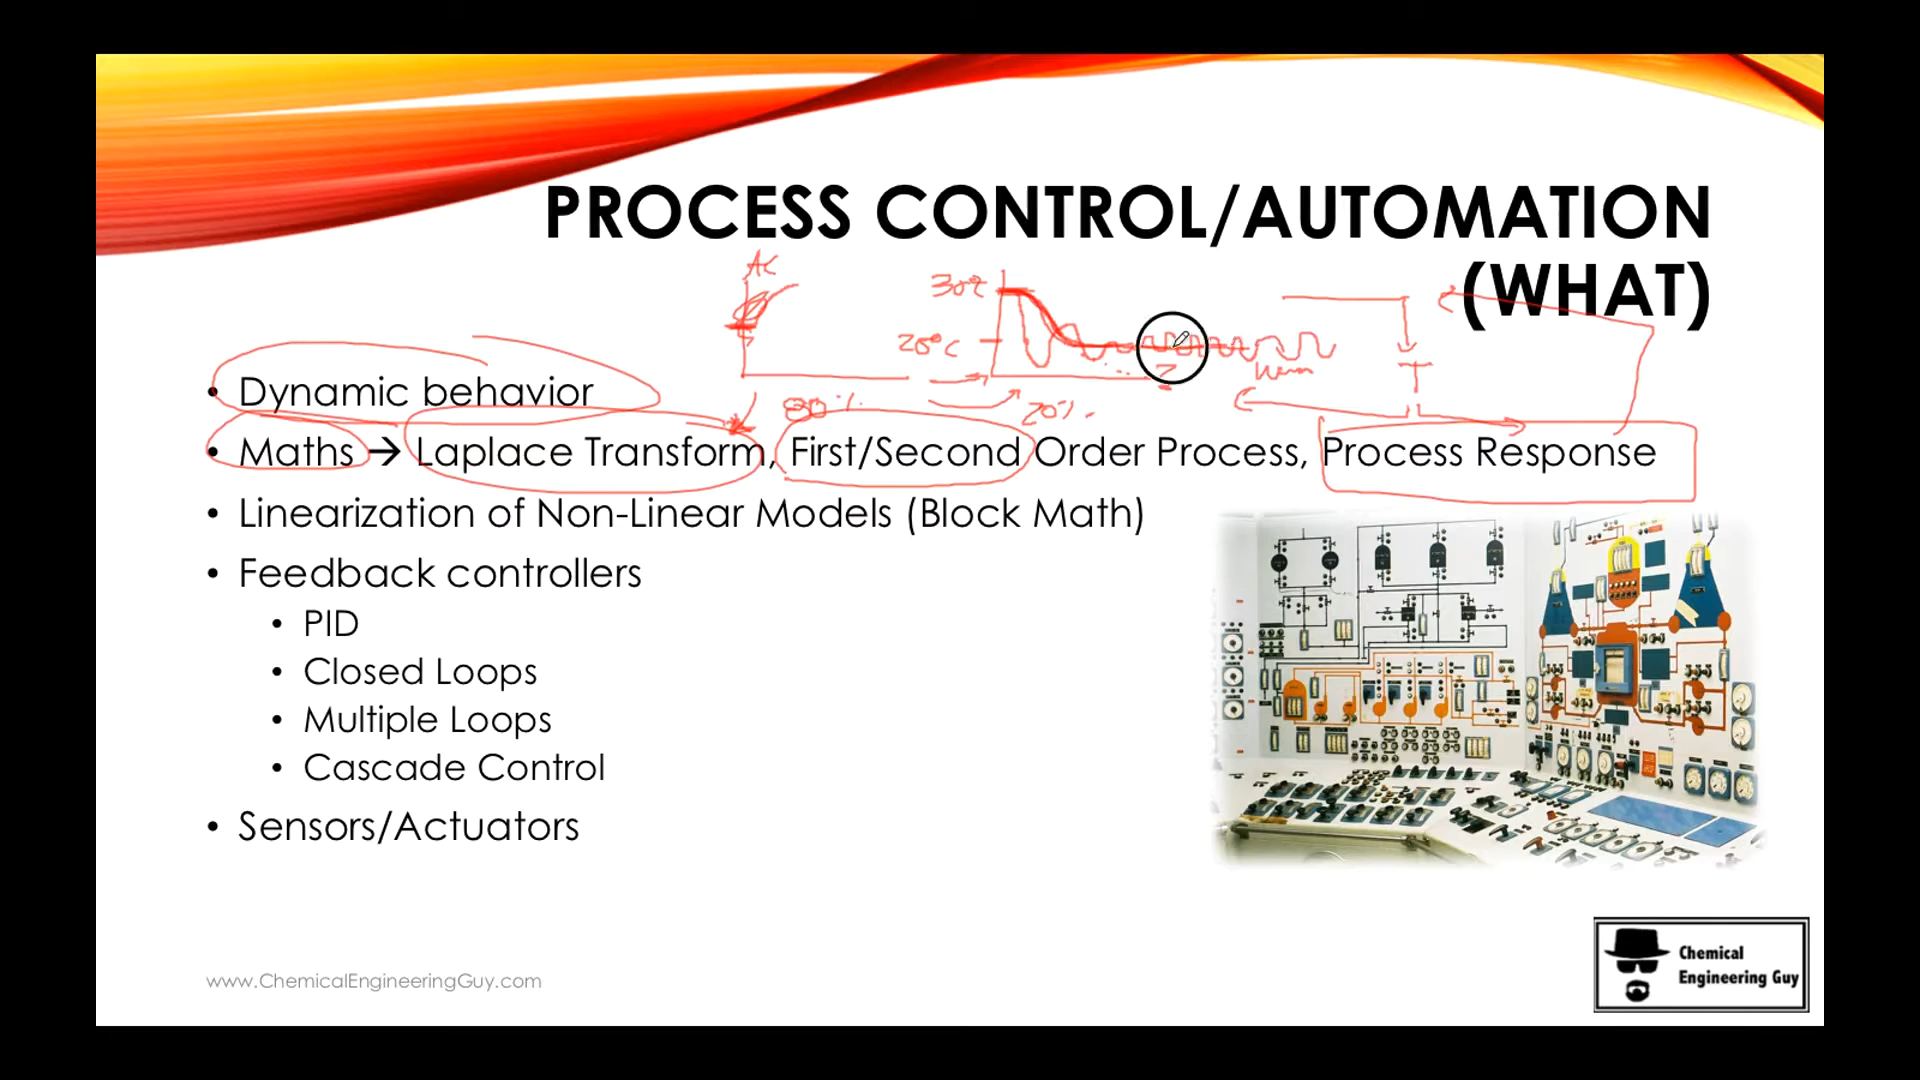 PROCESS CONTROL/AUTOMATION
(WHAT)
AC
30°C
20°C
80%
20%
• Dynamic behavior
• Maths → Laplace Transform, First/Second Order Process, Process Response
• Linearization of Non-Linear Models (Block Math)
• Feedback controllers
• PID
• Closed Loops
• Multiple Loops
• Cascade Control
• Sensors/Actuators
www.ChemicalEngineeringGuy.com
Chemical
Engineering Guy